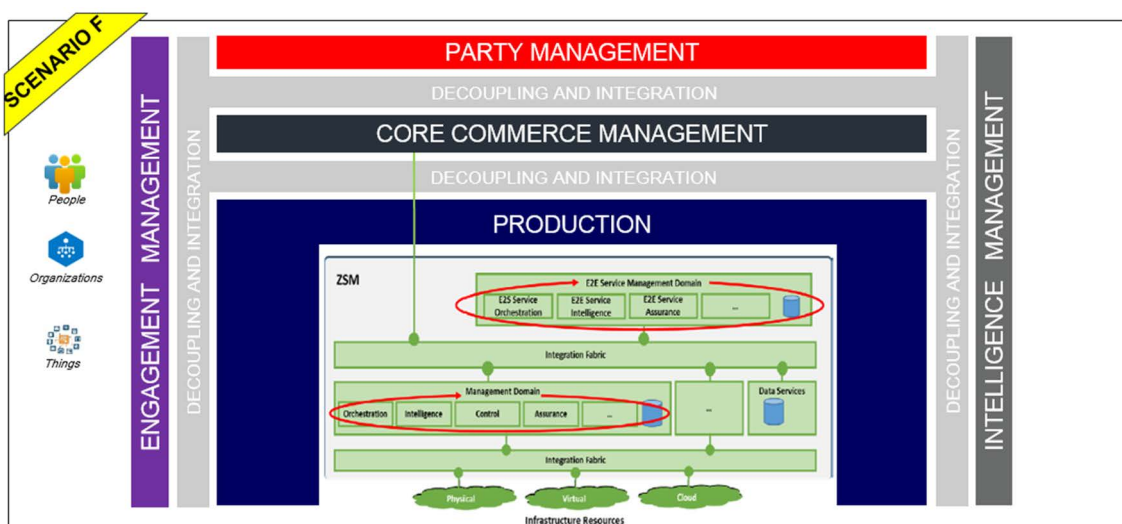 SCENARIO F
People
Organizations
Things
ENGAGEMENT MANAGEMENT
DECOUPLING AND INTEGRATION
PARTY MANAGEMENT
DECOUPLING AND INTEGRATION
CORE COMMERCE MANAGEMENT
DECOUPLING AND INTEGRATION
PRODUCTION
ZSM
E2E Service Management Domain
E2S Service
Orchestration
E2E Service
Intelligence
E2E Service
Assurance
...
Integration Fabric
Management Domain
Orchestration
Intelligence
Control
Assurance
...
...
Data Services
Integration Fabric
Physical
Virtual
Cloud
Infrastructure Resources
DECOUPLING AND INTEGRATION
INTELLIGENCE MANAGEMENT